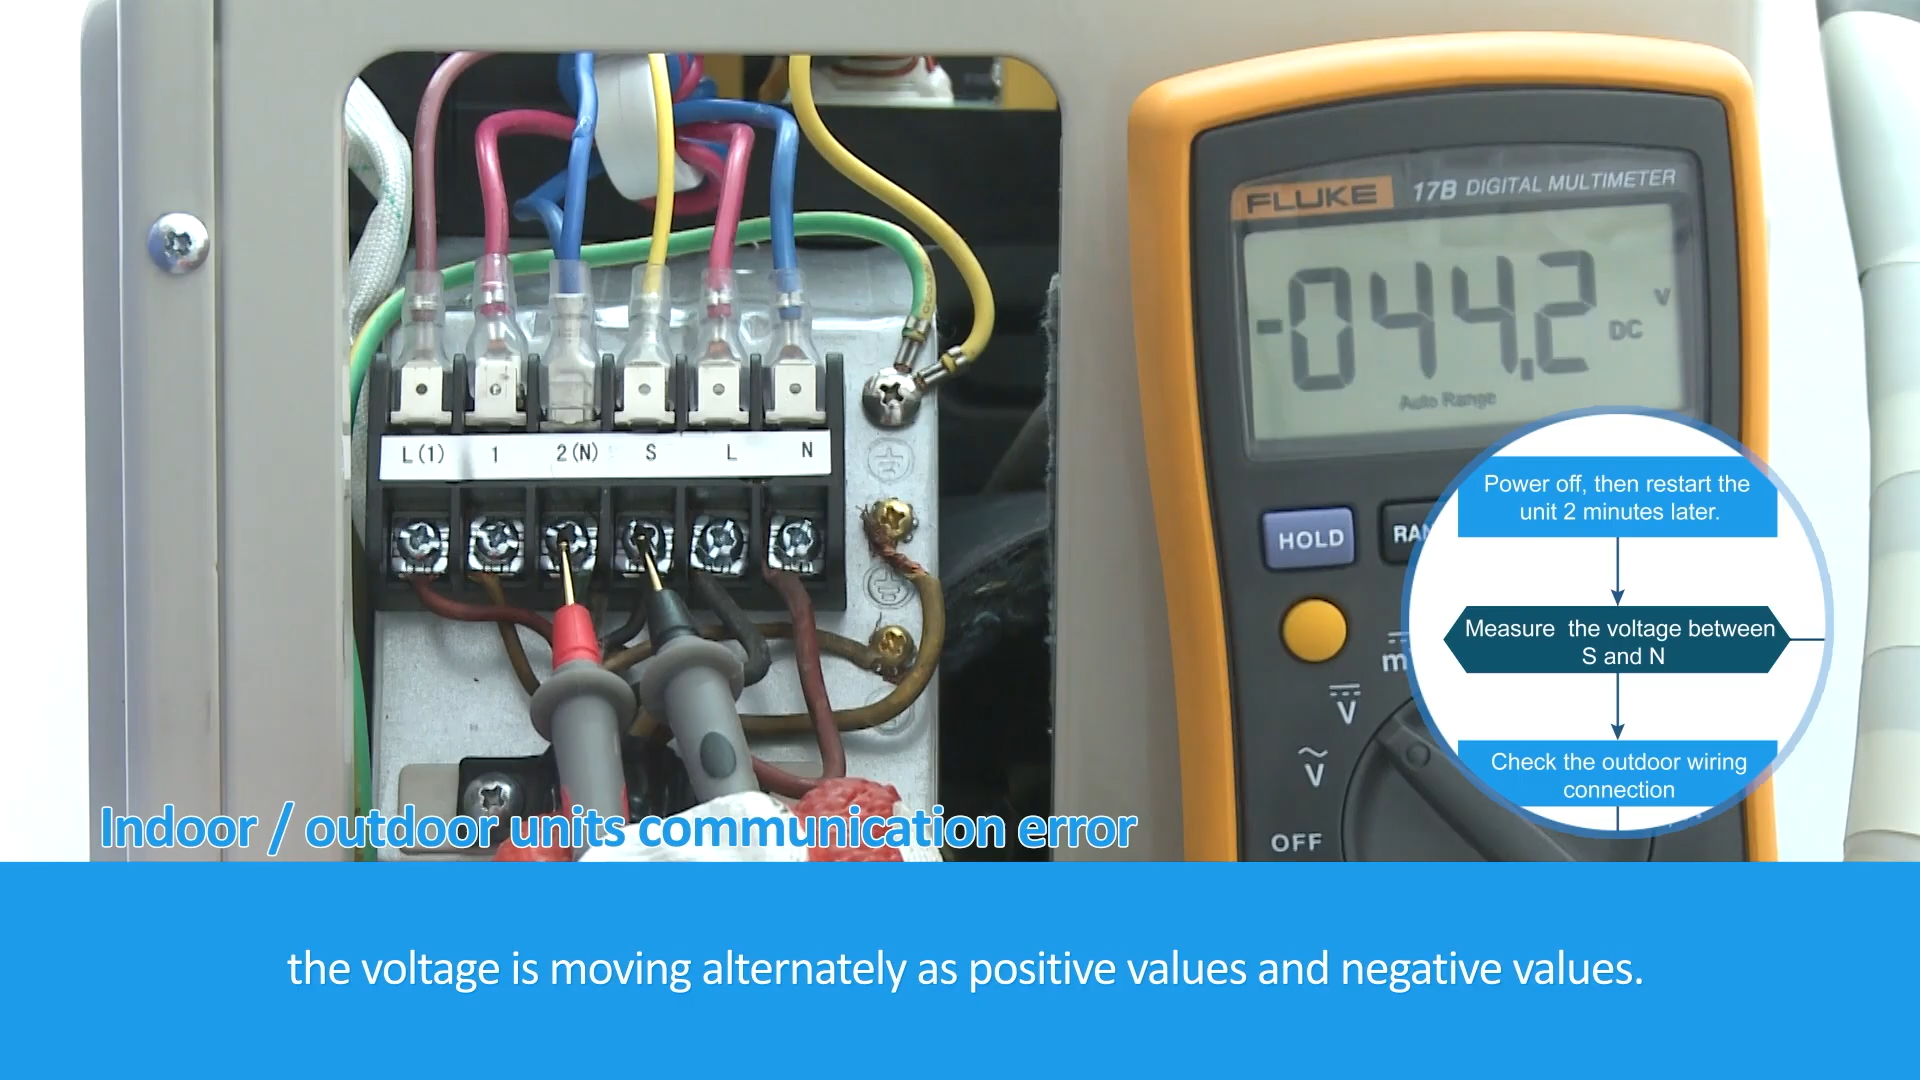 FLUKE 17B DIGITAL MULTIMETER
-044.2
V
DC
Auto Range
L(1) 1 2(N) S L N
HOLD
V
V
OFF
Power off, then restart the
unit 2 minutes later.
Measure the voltage between
S and N
Check the outdoor wiring
connection
Indoor / outdoor units communication error
the voltage is moving alternately as positive values and negative values.